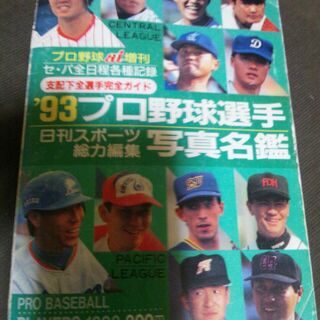 CENTRAL
LEAGUE
プロ野球ai増刊
セ・パ全日程各種記録
支配下全選手完全ガイド
'93プロ野球選手
日刊スポーツ
総力編集
写真名鑑
PACIFIC
LEAGUE
PRO BASEBALL